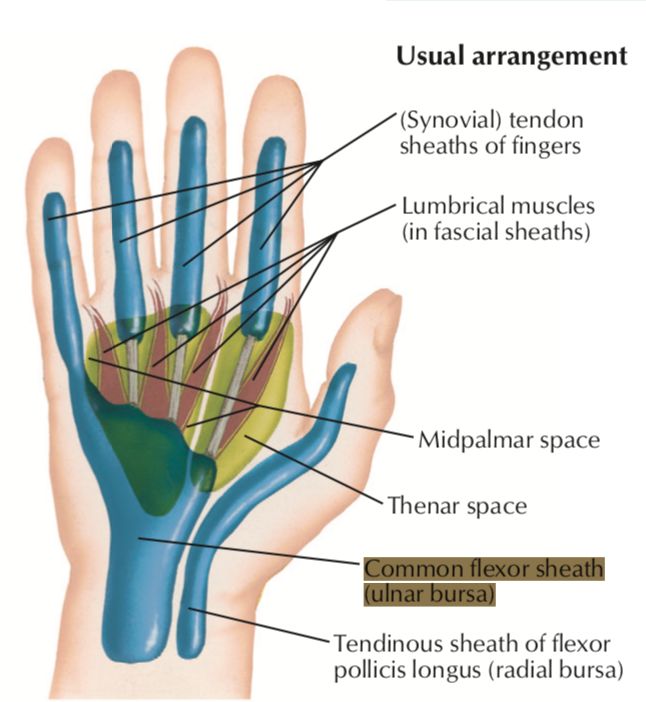 Usual arrangement
(Synovial) tendon
sheaths of fingers
Lumbrical muscles
(in fascial sheaths)
Midpalmar space
Thenar space
Common flexor sheath
(ulnar bursa)
Tendinous sheath of flexor
pollicis longus (radial bursa)